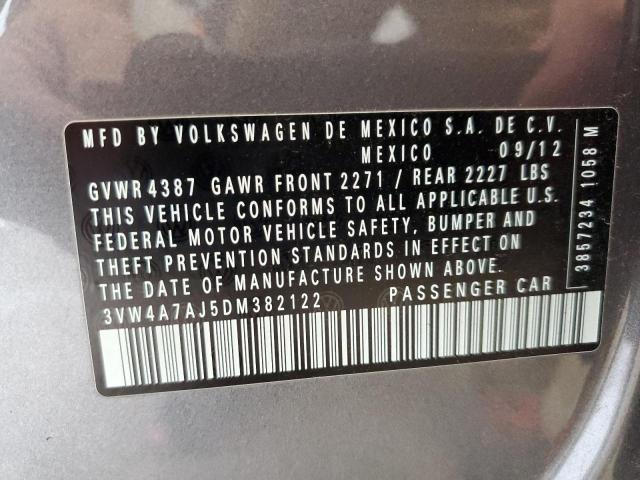 MFD BY VOLKSWAGEN DE MEXICO S.A. DE C.V.
MEXICO 09/12
GVWR 4387 GAWR FRONT 2271 / REAR 2227 LBS
THIS VEHICLE CONFORMS TO ALL APPLICABLE U.S.
FEDERAL MOTOR VEHICLE SAFETY, BUMPER AND
THEFT PREVENTION STANDARDS IN EFFECT ON
THE DATE OF MANUFACTURE SHOWN ABOVE.
3VW4A7AJ5DM382122 PASSENGER CAR
3857234 1058 M